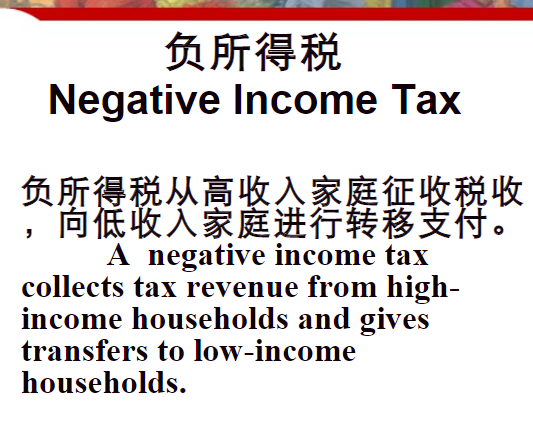 负所得税
Negative Income Tax
负所得税从高收入家庭征收税收
，向低收入家庭进行转移支付。
A negative income tax
collects tax revenue from high-
income households and gives
transfers to low-income
households.